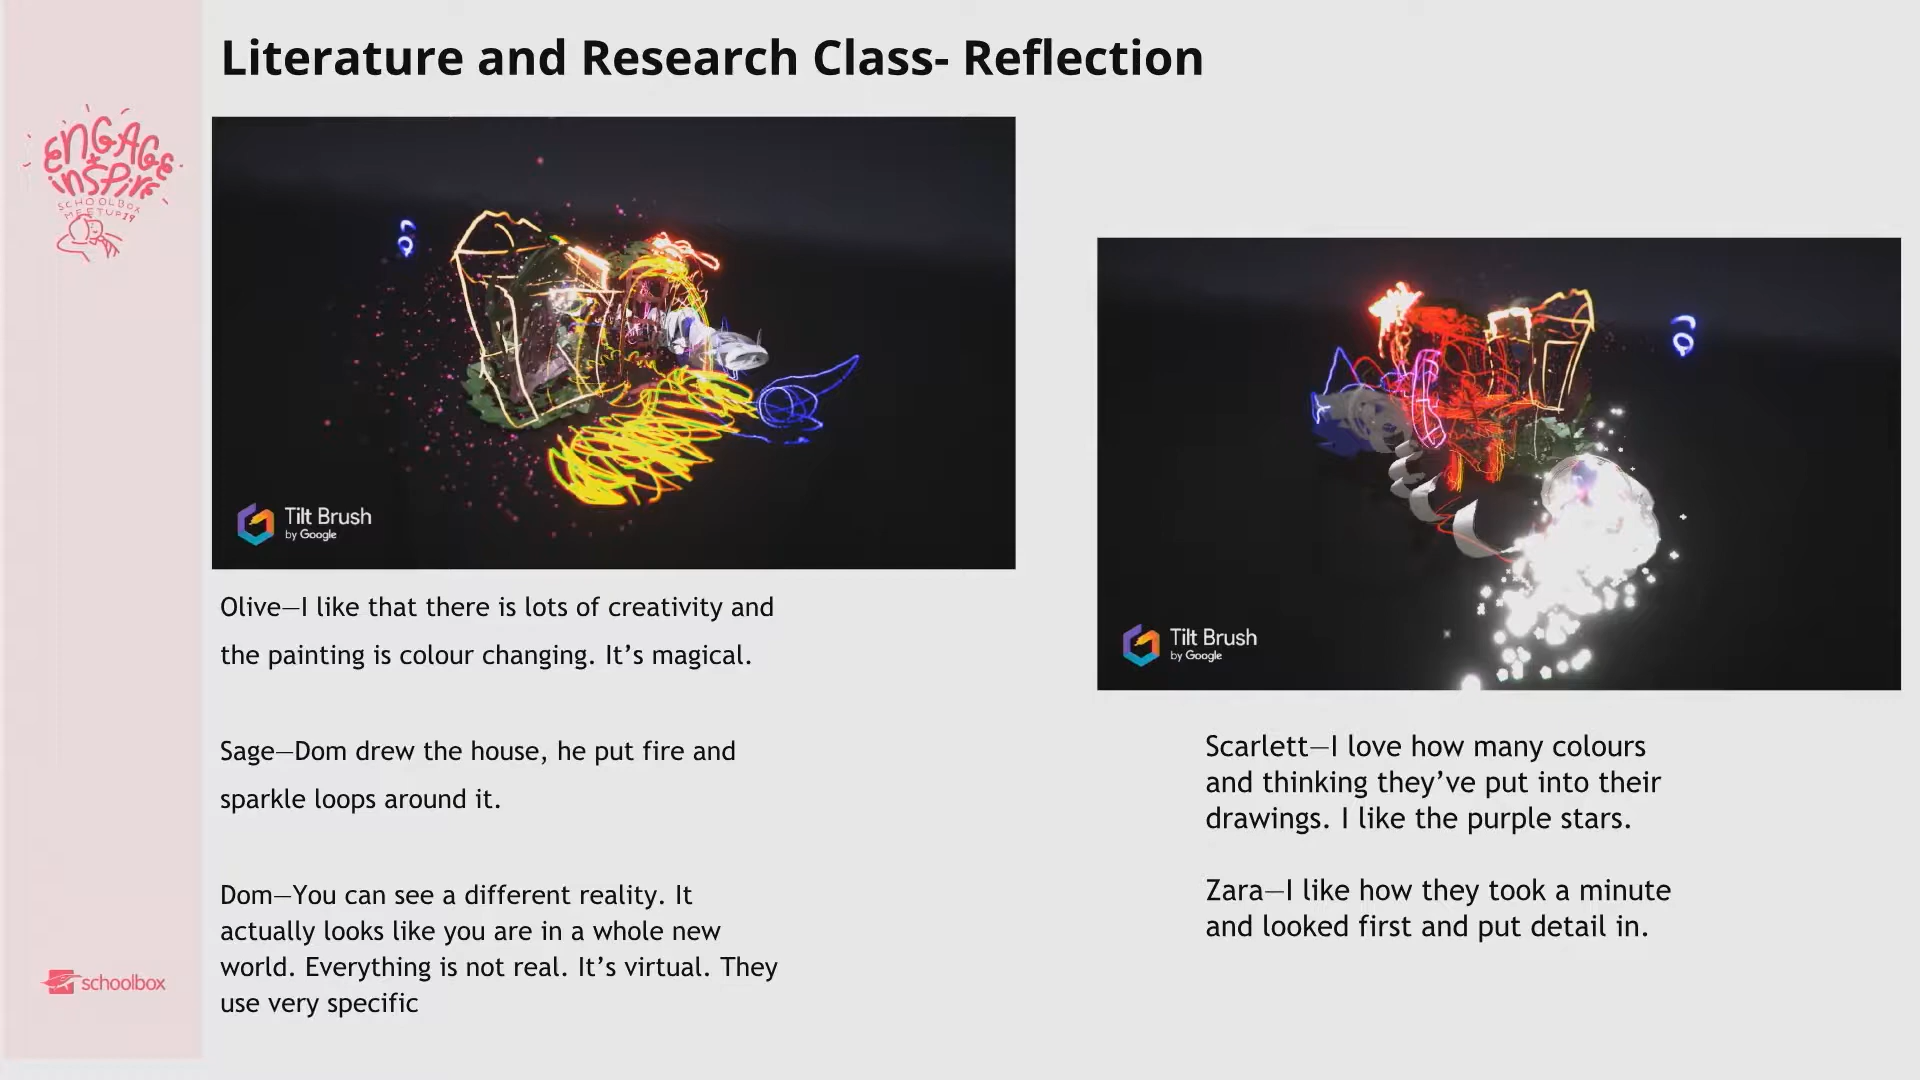 Literature and Research Class- Reflection
ENGAGE
+
INSPIRE
SCHOOLBOX
MEETUP19
Tilt Brush
by Google
Olive—I like that there is lots of creativity and
the painting is colour changing. It’s magical.
Sage—Dom drew the house, he put fire and
sparkle loops around it.
Dom—You can see a different reality. It
actually looks like you are in a whole new
world. Everything is not real. It’s virtual. They
use very specific
Tilt Brush
by Google
Scarlett—I love how many colours
and thinking they’ve put into their
drawings. I like the purple stars.
Zara—I like how they took a minute
and looked first and put detail in.
schoolbox